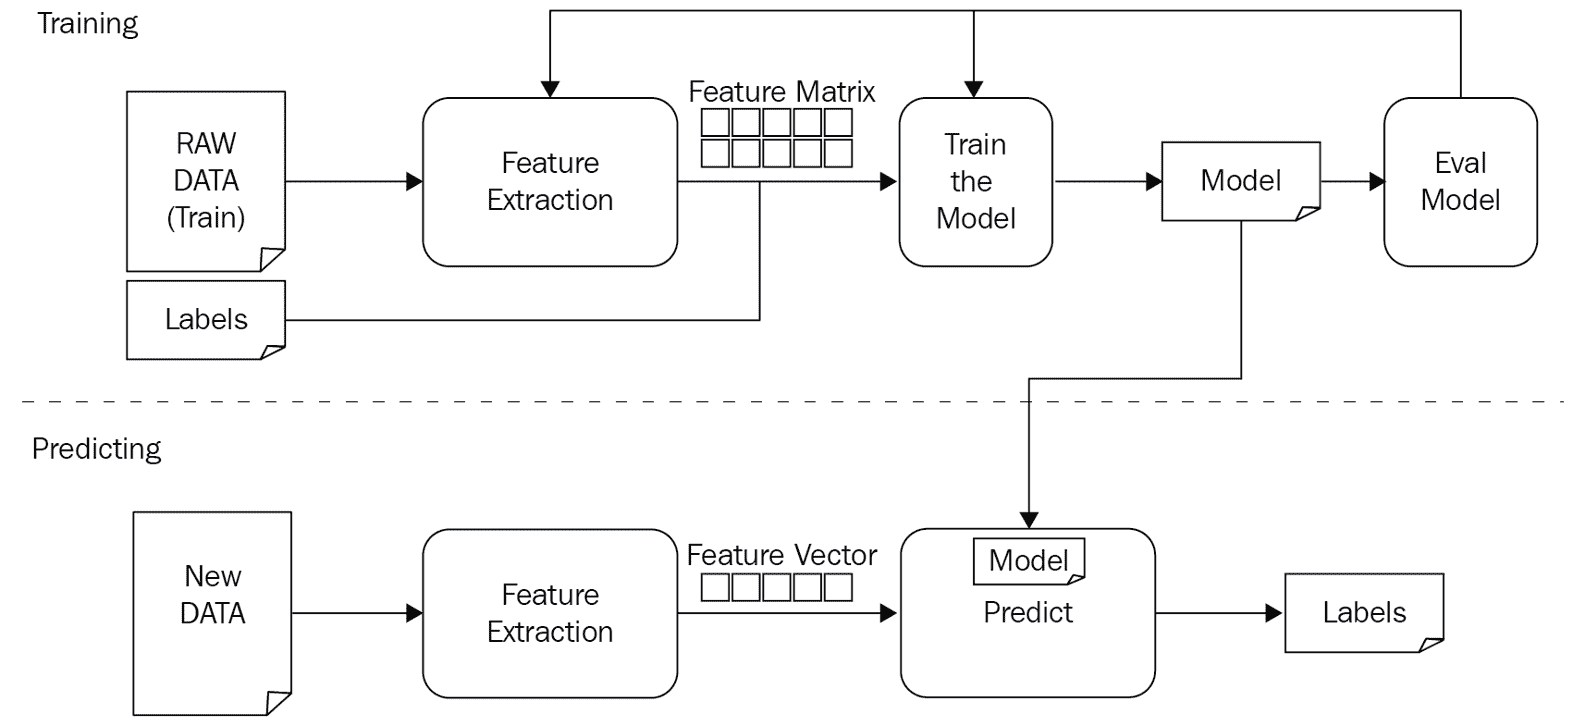 Training
RAW
DATA
(Train)
Labels
Feature
Extraction
Feature Matrix
Train
the
Model
Model
Eval
Model
Predicting
New
DATA
Feature
Extraction
Feature Vector
Model
Predict
Labels